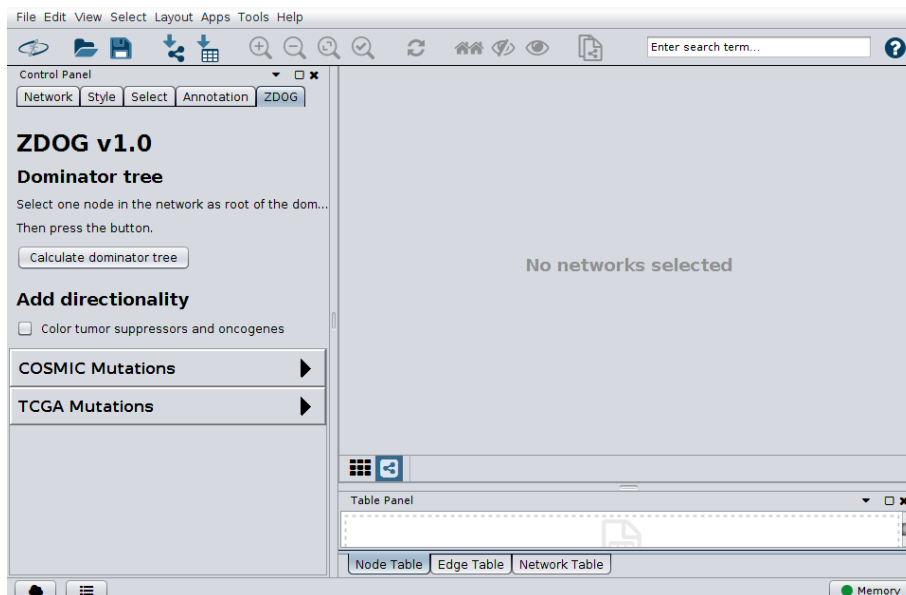 File Edit View Select Layout Apps Tools Help
Enter search term...
Control Panel
Network Style Select Annotation ZDOG
ZDOG v1.0
Dominator tree
Select one node in the network as root of the dom...
Then press the button.
Calculate dominator tree
Add directionality
Color tumor suppressors and oncogenes
COSMIC Mutations
TCGA Mutations
No networks selected
Table Panel
Node Table Edge Table Network Table
Memory